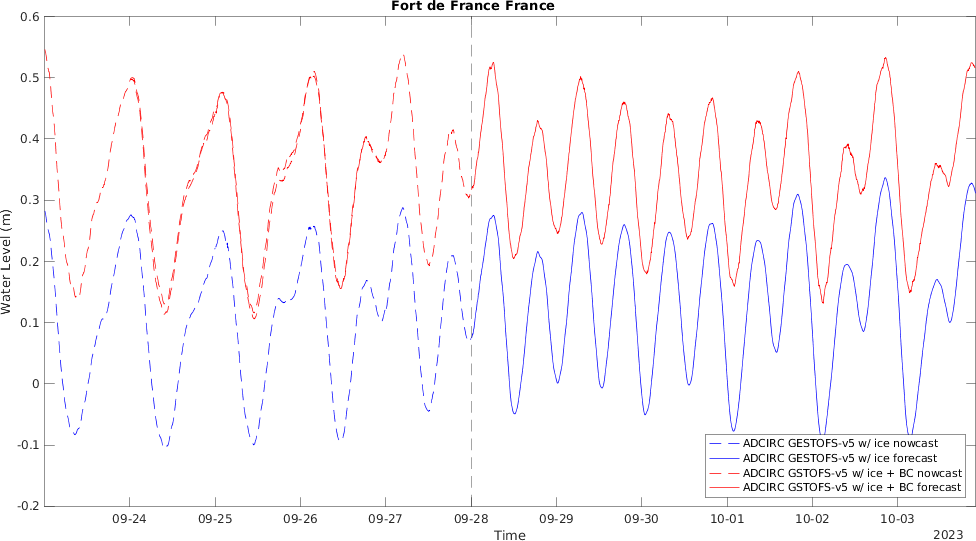 Fort de France France
0.6
0.5
0.4
0.3
0.2
0.1
0
-0.1
-0.2
Water Level (m)
ADCIRC GESTOFS-v5 w/ ice nowcast
ADCIRC GESTOFS-v5 w/ ice forecast
ADCIRC GSTOFS-v5 w/ ice + BC nowcast
ADCIRC GSTOFS-v5 w/ ice + BC forecast
09-24 09-25 09-26 09-27 09-28 09-29 09-30 10-01 10-02 10-03
Time
2023